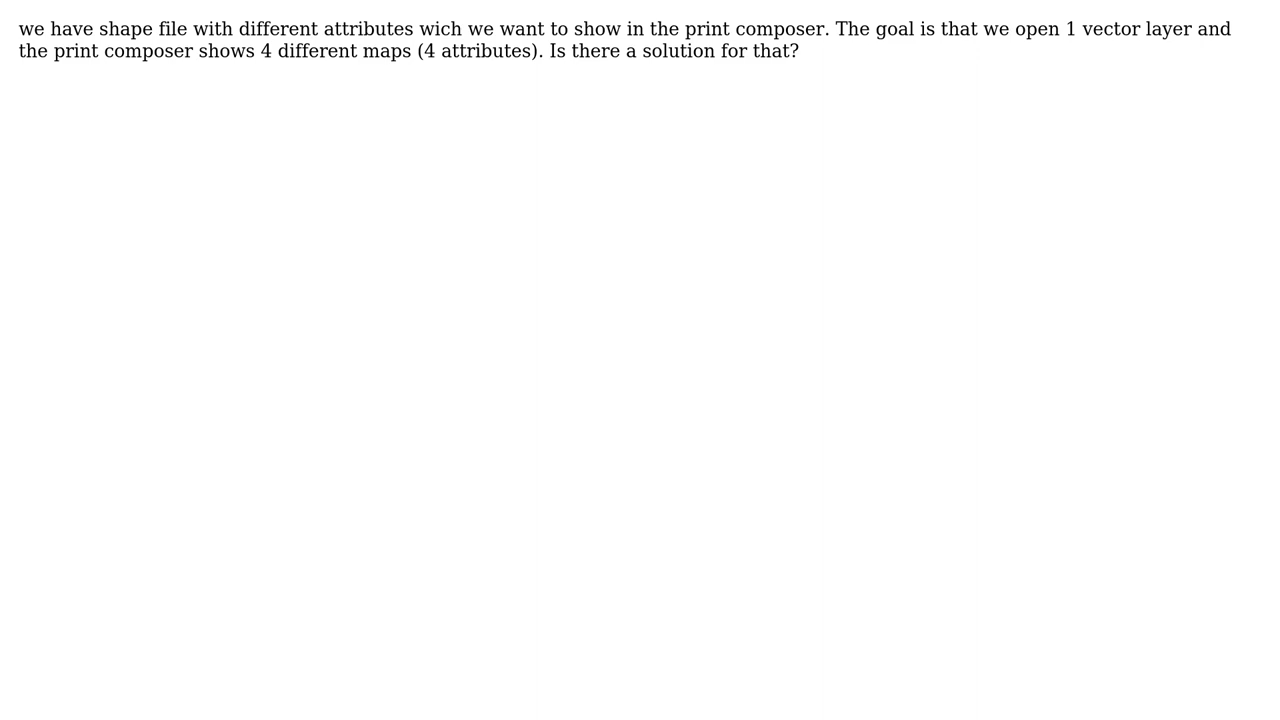 we have shape file with different attributes wich we want to show in the print composer. The goal is that we open 1 vector layer and
the print composer shows 4 different maps (4 attributes). Is there a solution for that?